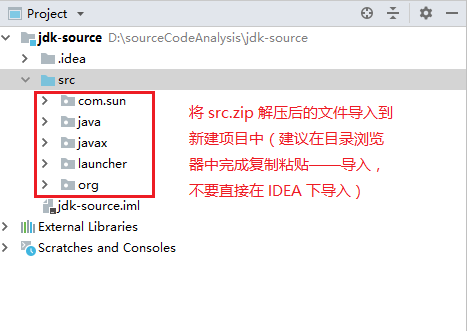 Project
jdk-source D:\sourceCodeAnalysis\jdk-source
.idea
src
com.sun
java
javax
launcher
org
jdk-source.iml
External Libraries
Scratches and Consoles
将 src.zip 解压后的文件导入到
新建项目中（建议在目录浏览
器中完成复制粘贴——导入，
不要直接在 IDEA 下导入）